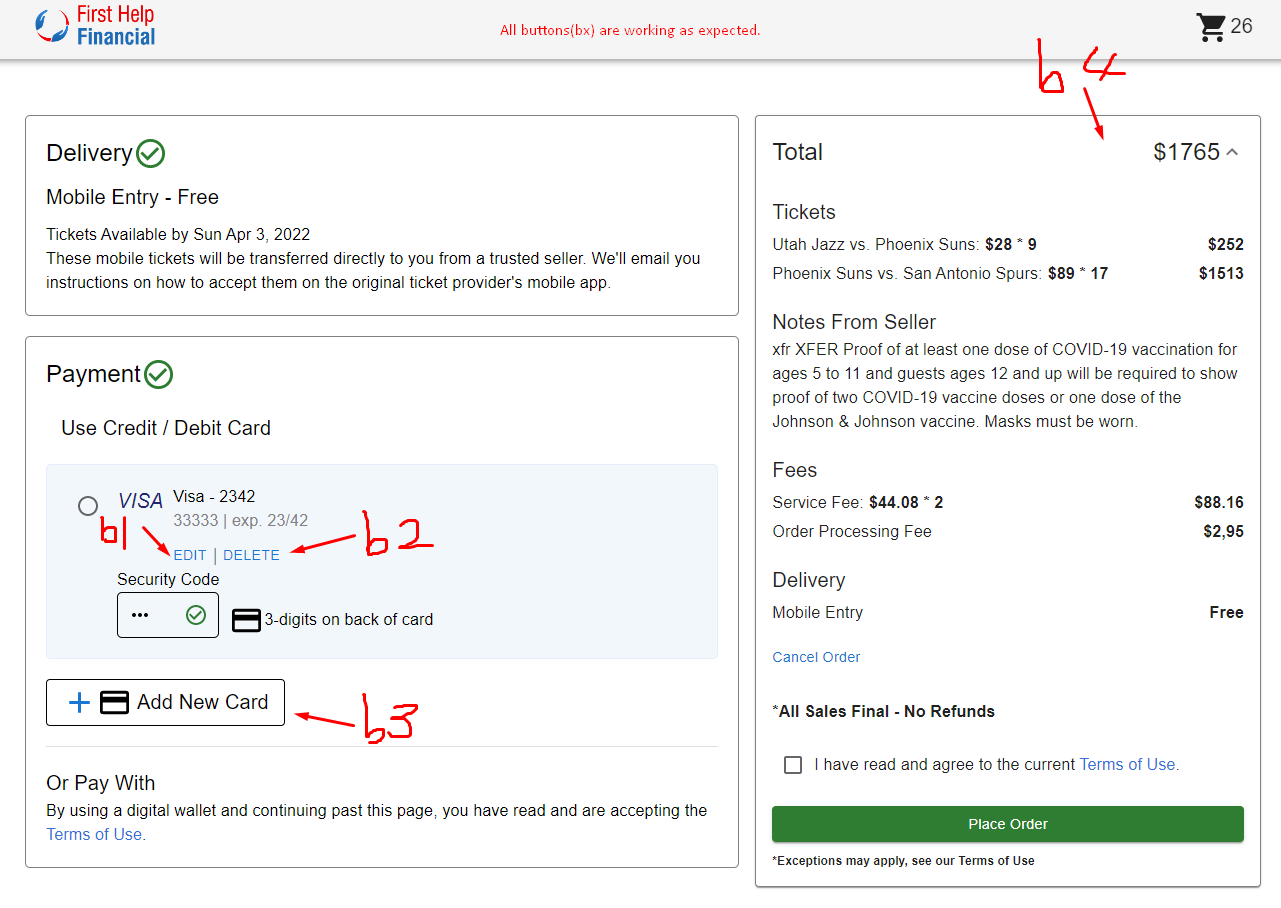 First Help
Financial
All buttons(bx) are working as expected.
26
b4
Delivery
Mobile Entry - Free
Tickets Available by Sun Apr 3, 2022
These mobile tickets will be transferred directly to you from a trusted seller. We'll email you
instructions on how to accept them on the original ticket provider's mobile app.
Payment
Use Credit / Debit Card
VISA Visa - 2342
33333 | exp. 23/42
b1
b2
EDIT | DELETE
Security Code
••• 3-digits on back of card
Add New Card
b3
Or Pay With
By using a digital wallet and continuing past this page, you have read and are accepting the
Terms of Use.
Total $1765
Tickets
Utah Jazz vs. Phoenix Suns: $28 * 9 $252
Phoenix Suns vs. San Antonio Spurs: $89 * 17 $1513
Notes From Seller
xfr XFER Proof of at least one dose of COVID-19 vaccination for
ages 5 to 11 and guests ages 12 and up will be required to show
proof of two COVID-19 vaccine doses or one dose of the
Johnson & Johnson vaccine. Masks must be worn.
Fees
Service Fee: $44.08 * 2 $88.16
Order Processing Fee $2,95
Delivery
Mobile Entry Free
Cancel Order
*All Sales Final - No Refunds
I have read and agree to the current Terms of Use.
Place Order
*Exceptions may apply, see our Terms of Use